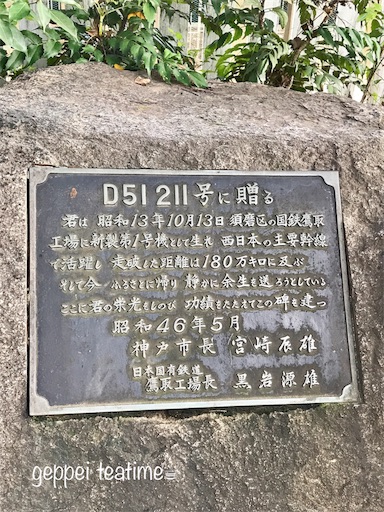 D51 211号に贈る
君は 昭和13年10月13日 須磨区の国鉄鷹取
工場に新製第1号機として生れ 西日本の主要幹線
で活躍し 走破した距離は180万キロに及ぶ
そして今 ふるさとに帰り 静かに余生を送ろうとしている
ここに君の栄光をしのび 功績をたたえてこの碑を建つ
昭和46年5月
神戸市長 宮崎辰雄
日本国有鉄道
鷹取工場長 黒岩源雄
geppei teatime